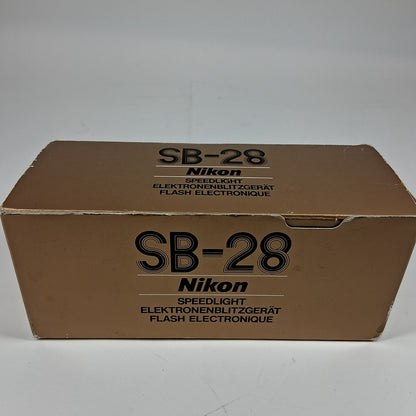 SB-28
Nikon
SPEEDLIGHT
ELEKTRONENBLITZGERÄT
FLASH ELECTRONIQUE
SB-28
Nikon
SPEEDLIGHT
ELEKTRONENBLITZGERÄT
FLASH ELECTRONIQUE